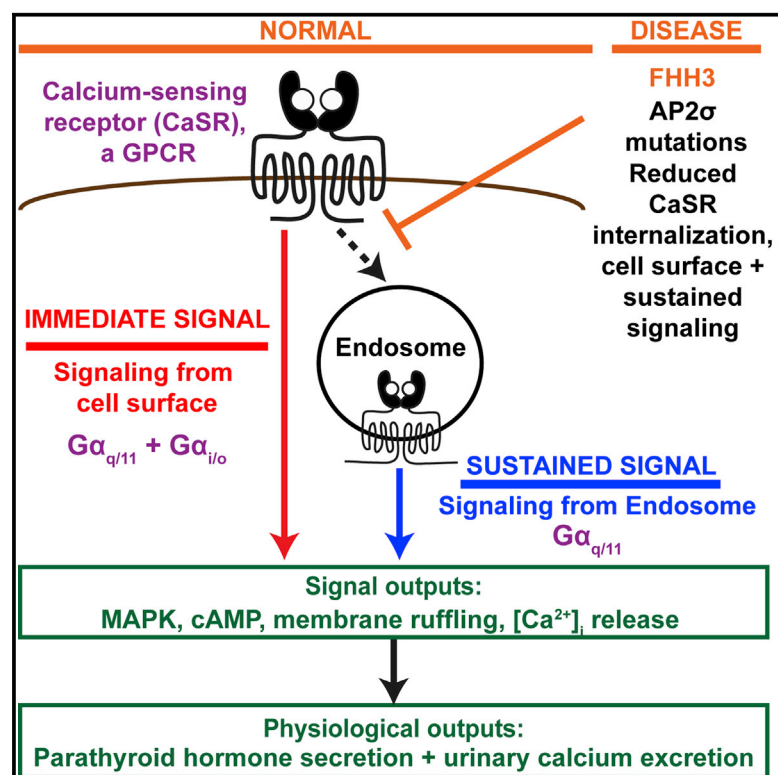 NORMAL
DISEASE
Calcium-sensing
receptor (CaSR),
a GPCR
FHH3
AP2σ
mutations
Reduced
CaSR
internalization,
cell surface +
sustained
signaling
IMMEDIATE SIGNAL
Signaling from
cell surface
Gαq/11 + Gαi/o
Endosome
SUSTAINED SIGNAL
Signaling from Endosome
Gαq/11
Signal outputs:
MAPK, cAMP, membrane ruffling, [Ca²⁺]i release
Physiological outputs:
Parathyroid hormone secretion + urinary calcium excretion